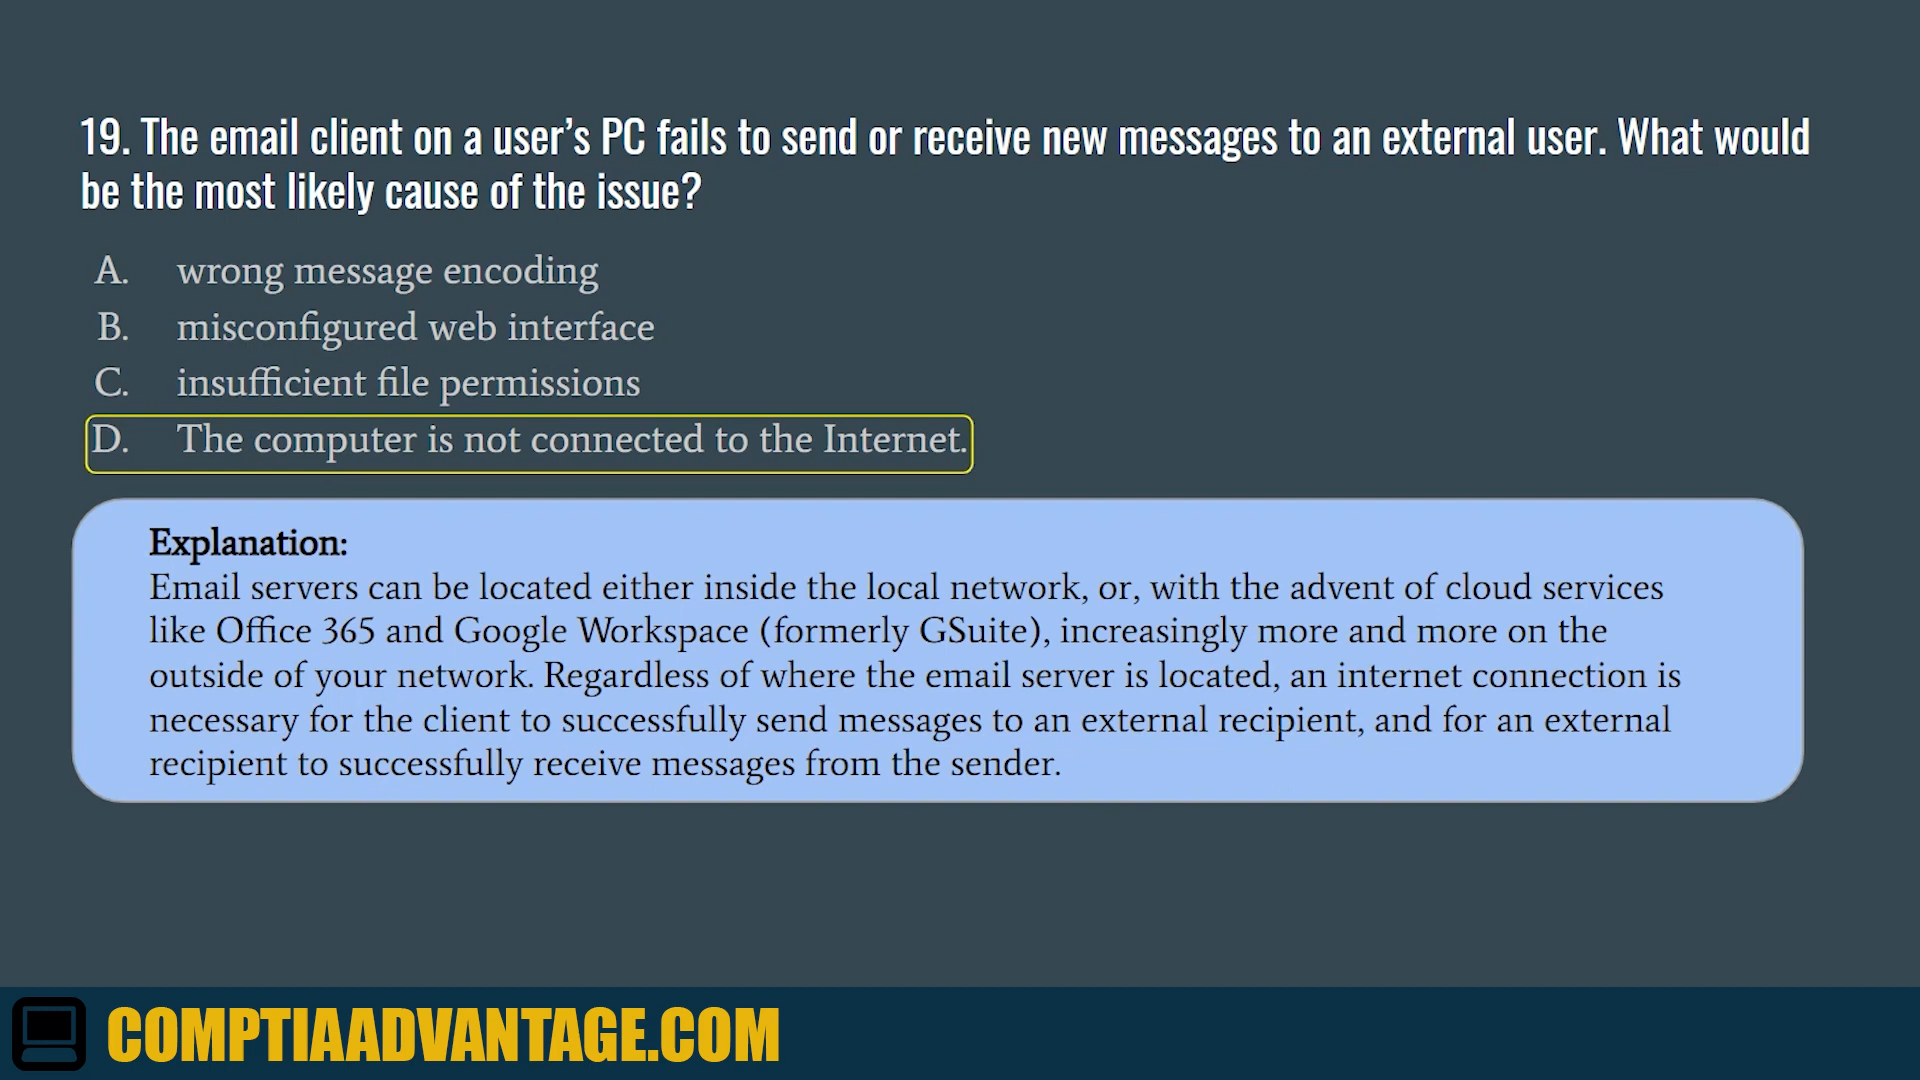 19. The email client on a user’s PC fails to send or receive new messages to an external user. What would
be the most likely cause of the issue?
A. wrong message encoding
B. misconfigured web interface
C. insufficient file permissions
D. The computer is not connected to the Internet.
Explanation:
Email servers can be located either inside the local network, or, with the advent of cloud services
like Office 365 and Google Workspace (formerly GSuite), increasingly more and more on the
outside of your network. Regardless of where the email server is located, an internet connection is
necessary for the client to successfully send messages to an external recipient, and for an external
recipient to successfully receive messages from the sender.
COMPTIAADVANTAGE.COM